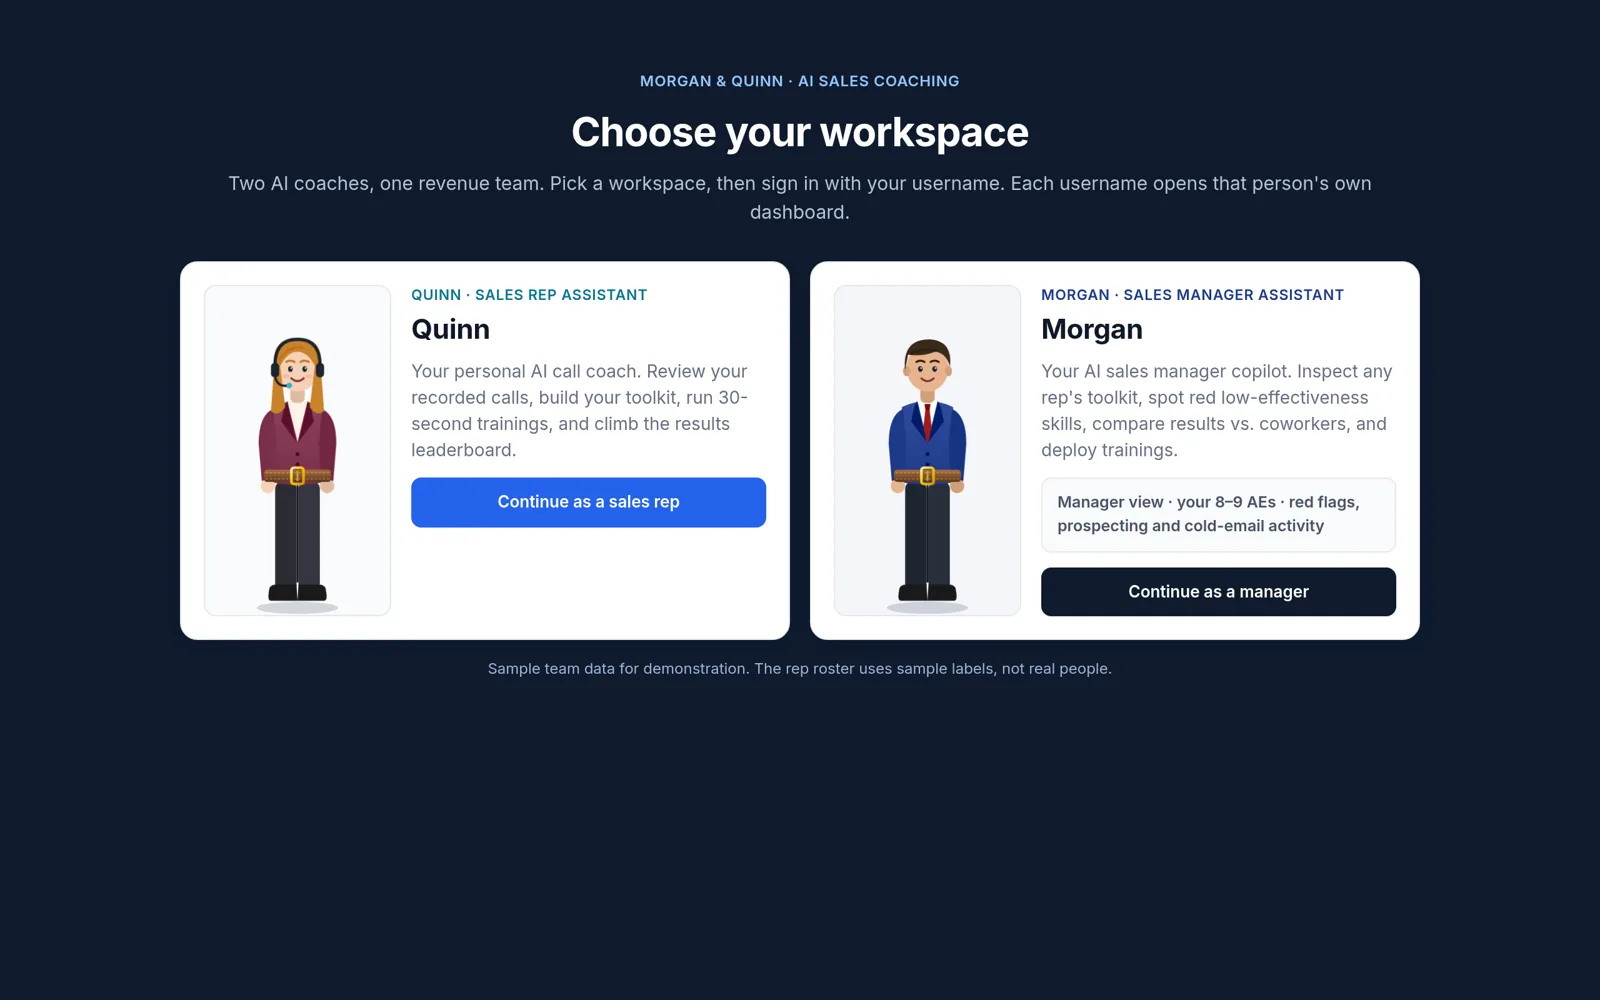 MORGAN & QUINN · AI SALES COACHING
Choose your workspace
Two AI coaches, one revenue team. Pick a workspace, then sign in with your username. Each username opens that person's own
dashboard.
QUINN · SALES REP ASSISTANT
Quinn
Your personal AI call coach. Review your
recorded calls, build your toolkit, run 30-
second trainings, and climb the results
leaderboard.
Continue as a sales rep
MORGAN · SALES MANAGER ASSISTANT
Morgan
Your AI sales manager copilot. Inspect any
rep's toolkit, spot red low-effectiveness
skills, compare results vs. coworkers, and
deploy trainings.
Manager view · your 8–9 AEs · red flags,
prospecting and cold-email activity
Continue as a manager
Sample team data for demonstration. The rep roster uses sample labels, not real people.